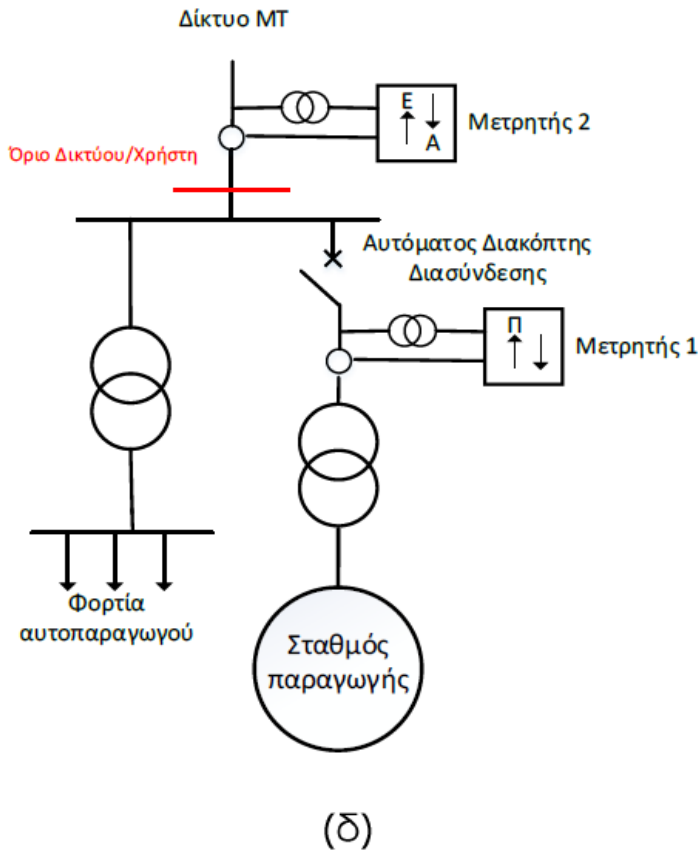 Δίκτυο ΜΤ
Ε
Α
Μετρητής 2
Όριο Δικτύου/Χρήστη
Αυτόματος Διακόπτης
Διασύνδεσης
Π
Μετρητής 1
Φορτία
αυτοπαραγωγού
Σταθμός
παραγωγής
(δ)